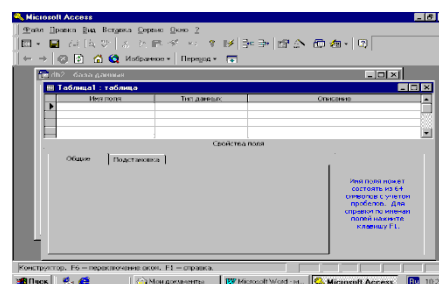 Microsoft Access
Файл Правка Вид Вставка Сервис Окно ?
Избранное Переход
db2 : база данных
Таблица1 : таблица
Имя поля Тип данных Описание
Свойства поля
Общие Подстановка
Имя поля может
состоять из 64
символов с учетом
пробелов. Для
справки по именам
полей нажмите
клавишу F1.
Конструктор. F6 = переключение окон. F1 = справка.
Пуск Мои документы Microsoft Word - Microsoft Access